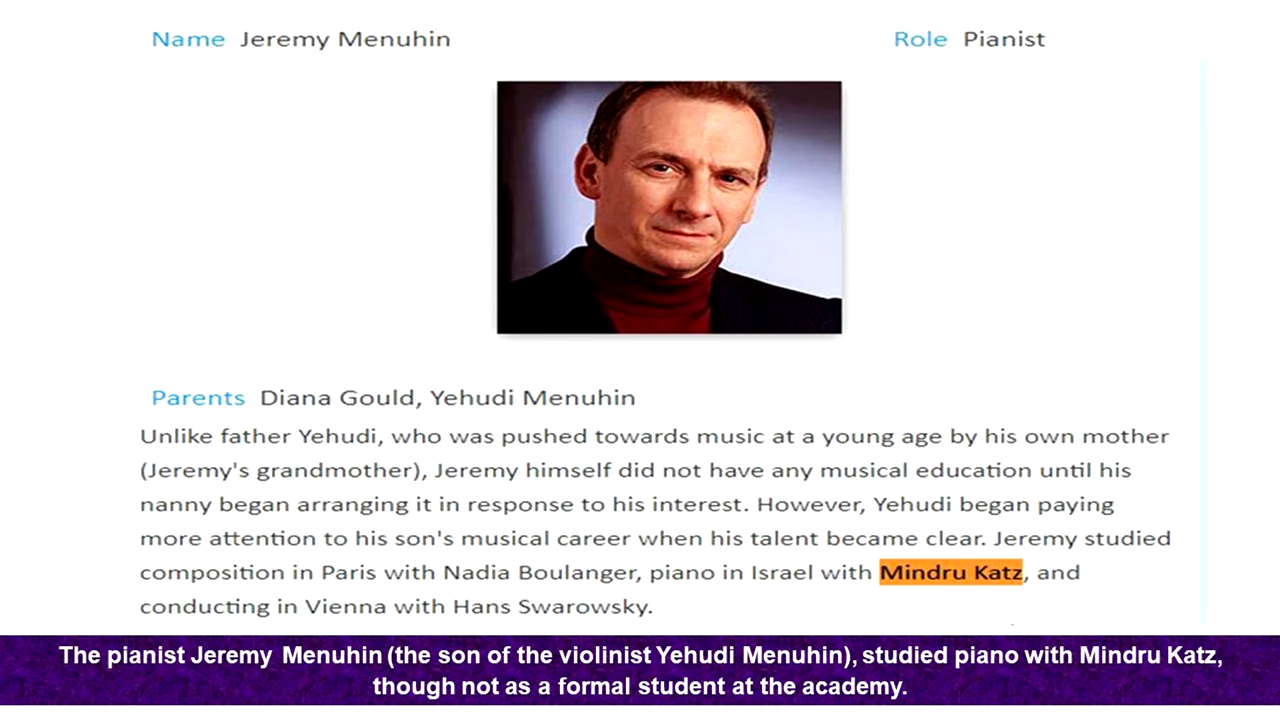 Name Jeremy Menuhin
Role Pianist
Parents Diana Gould, Yehudi Menuhin
Unlike father Yehudi, who was pushed towards music at a young age by his own mother
(Jeremy's grandmother), Jeremy himself did not have any musical education until his
nanny began arranging it in response to his interest. However, Yehudi began paying
more attention to his son's musical career when his talent became clear. Jeremy studied
composition in Paris with Nadia Boulanger, piano in Israel with Mindru Katz, and
conducting in Vienna with Hans Swarowsky.
The pianist Jeremy Menuhin (the son of the violinist Yehudi Menuhin), studied piano with Mindru Katz,
though not as a formal student at the academy.